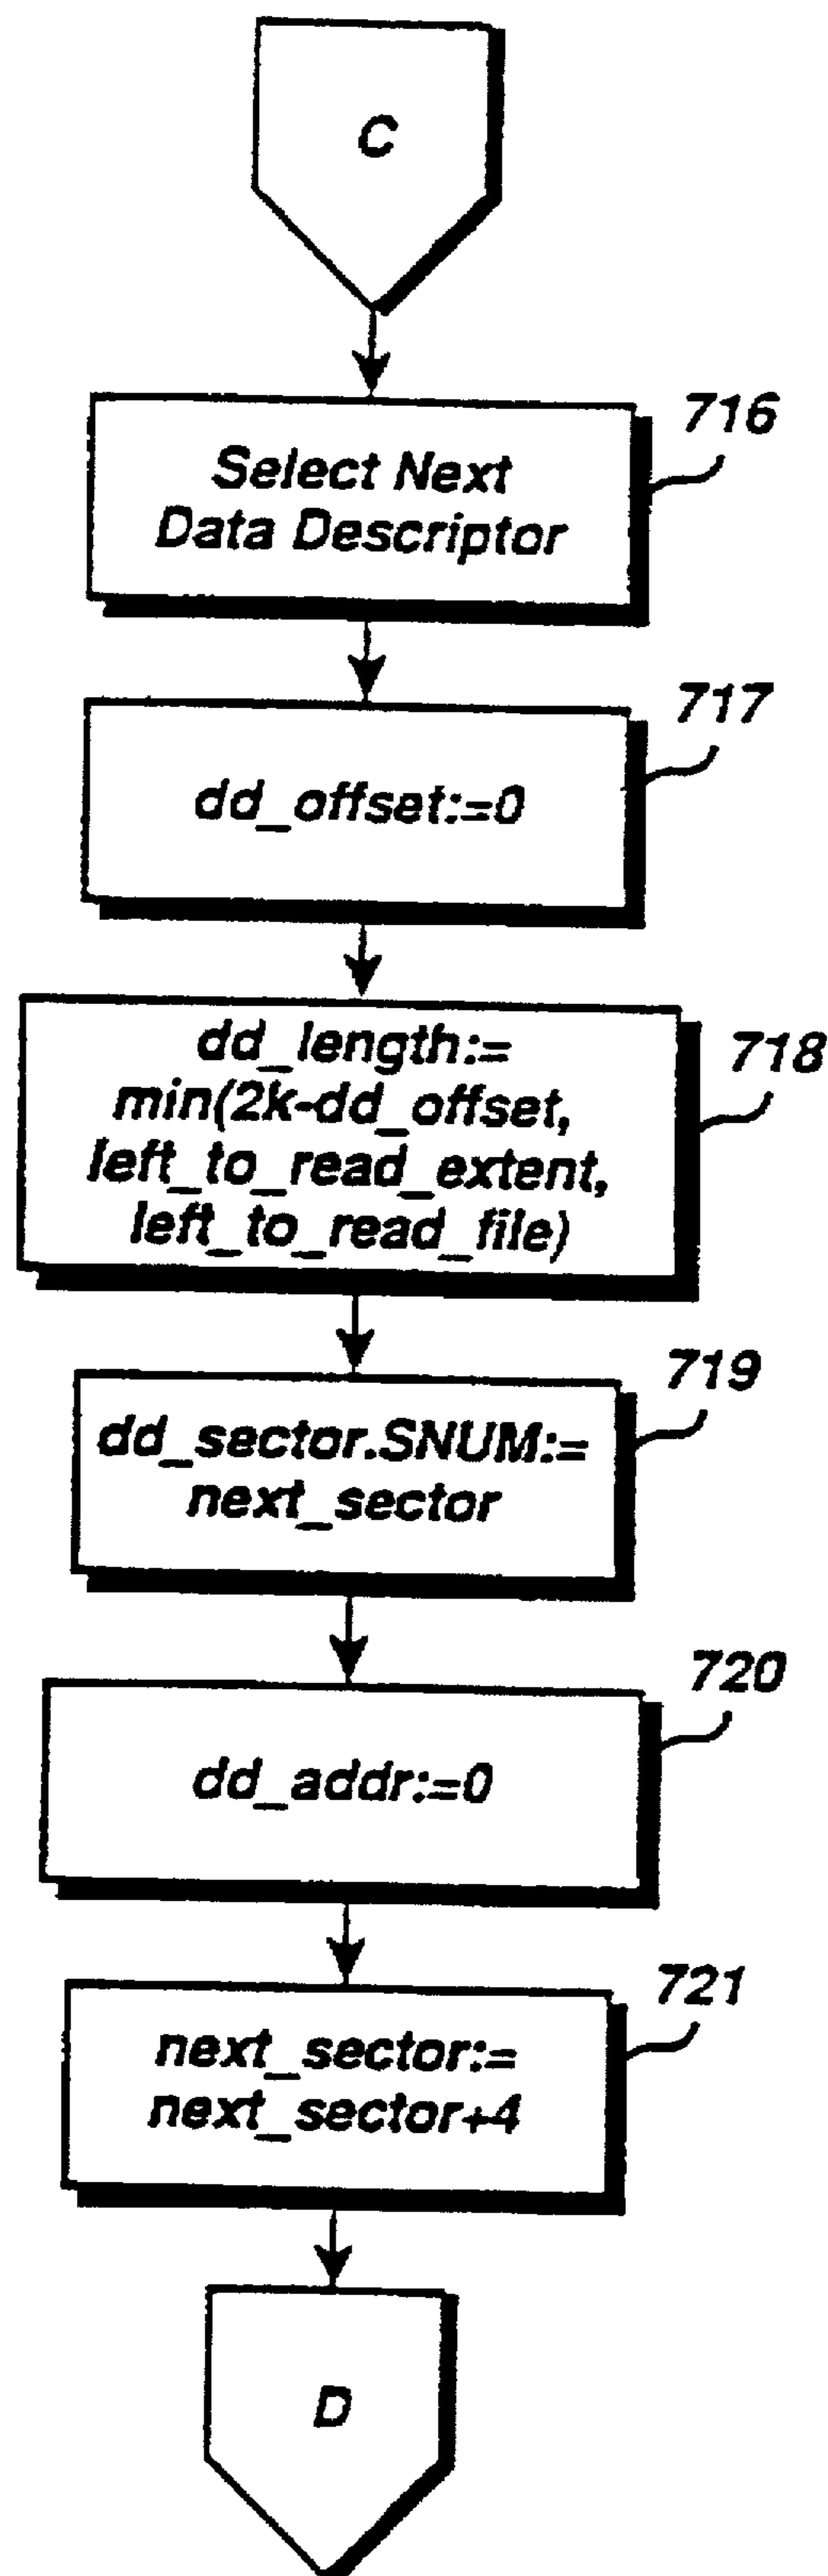 C
716
Select Next
Data Descriptor
717
dd_offset:=0
718
dd_length:=
min(2k-dd_offset,
left_to_read_extent,
left_to_read_file)
719
dd_sector.SNUM:=
next_sector
720
dd_addr:=0
721
next_sector:=
next_sector+4
D